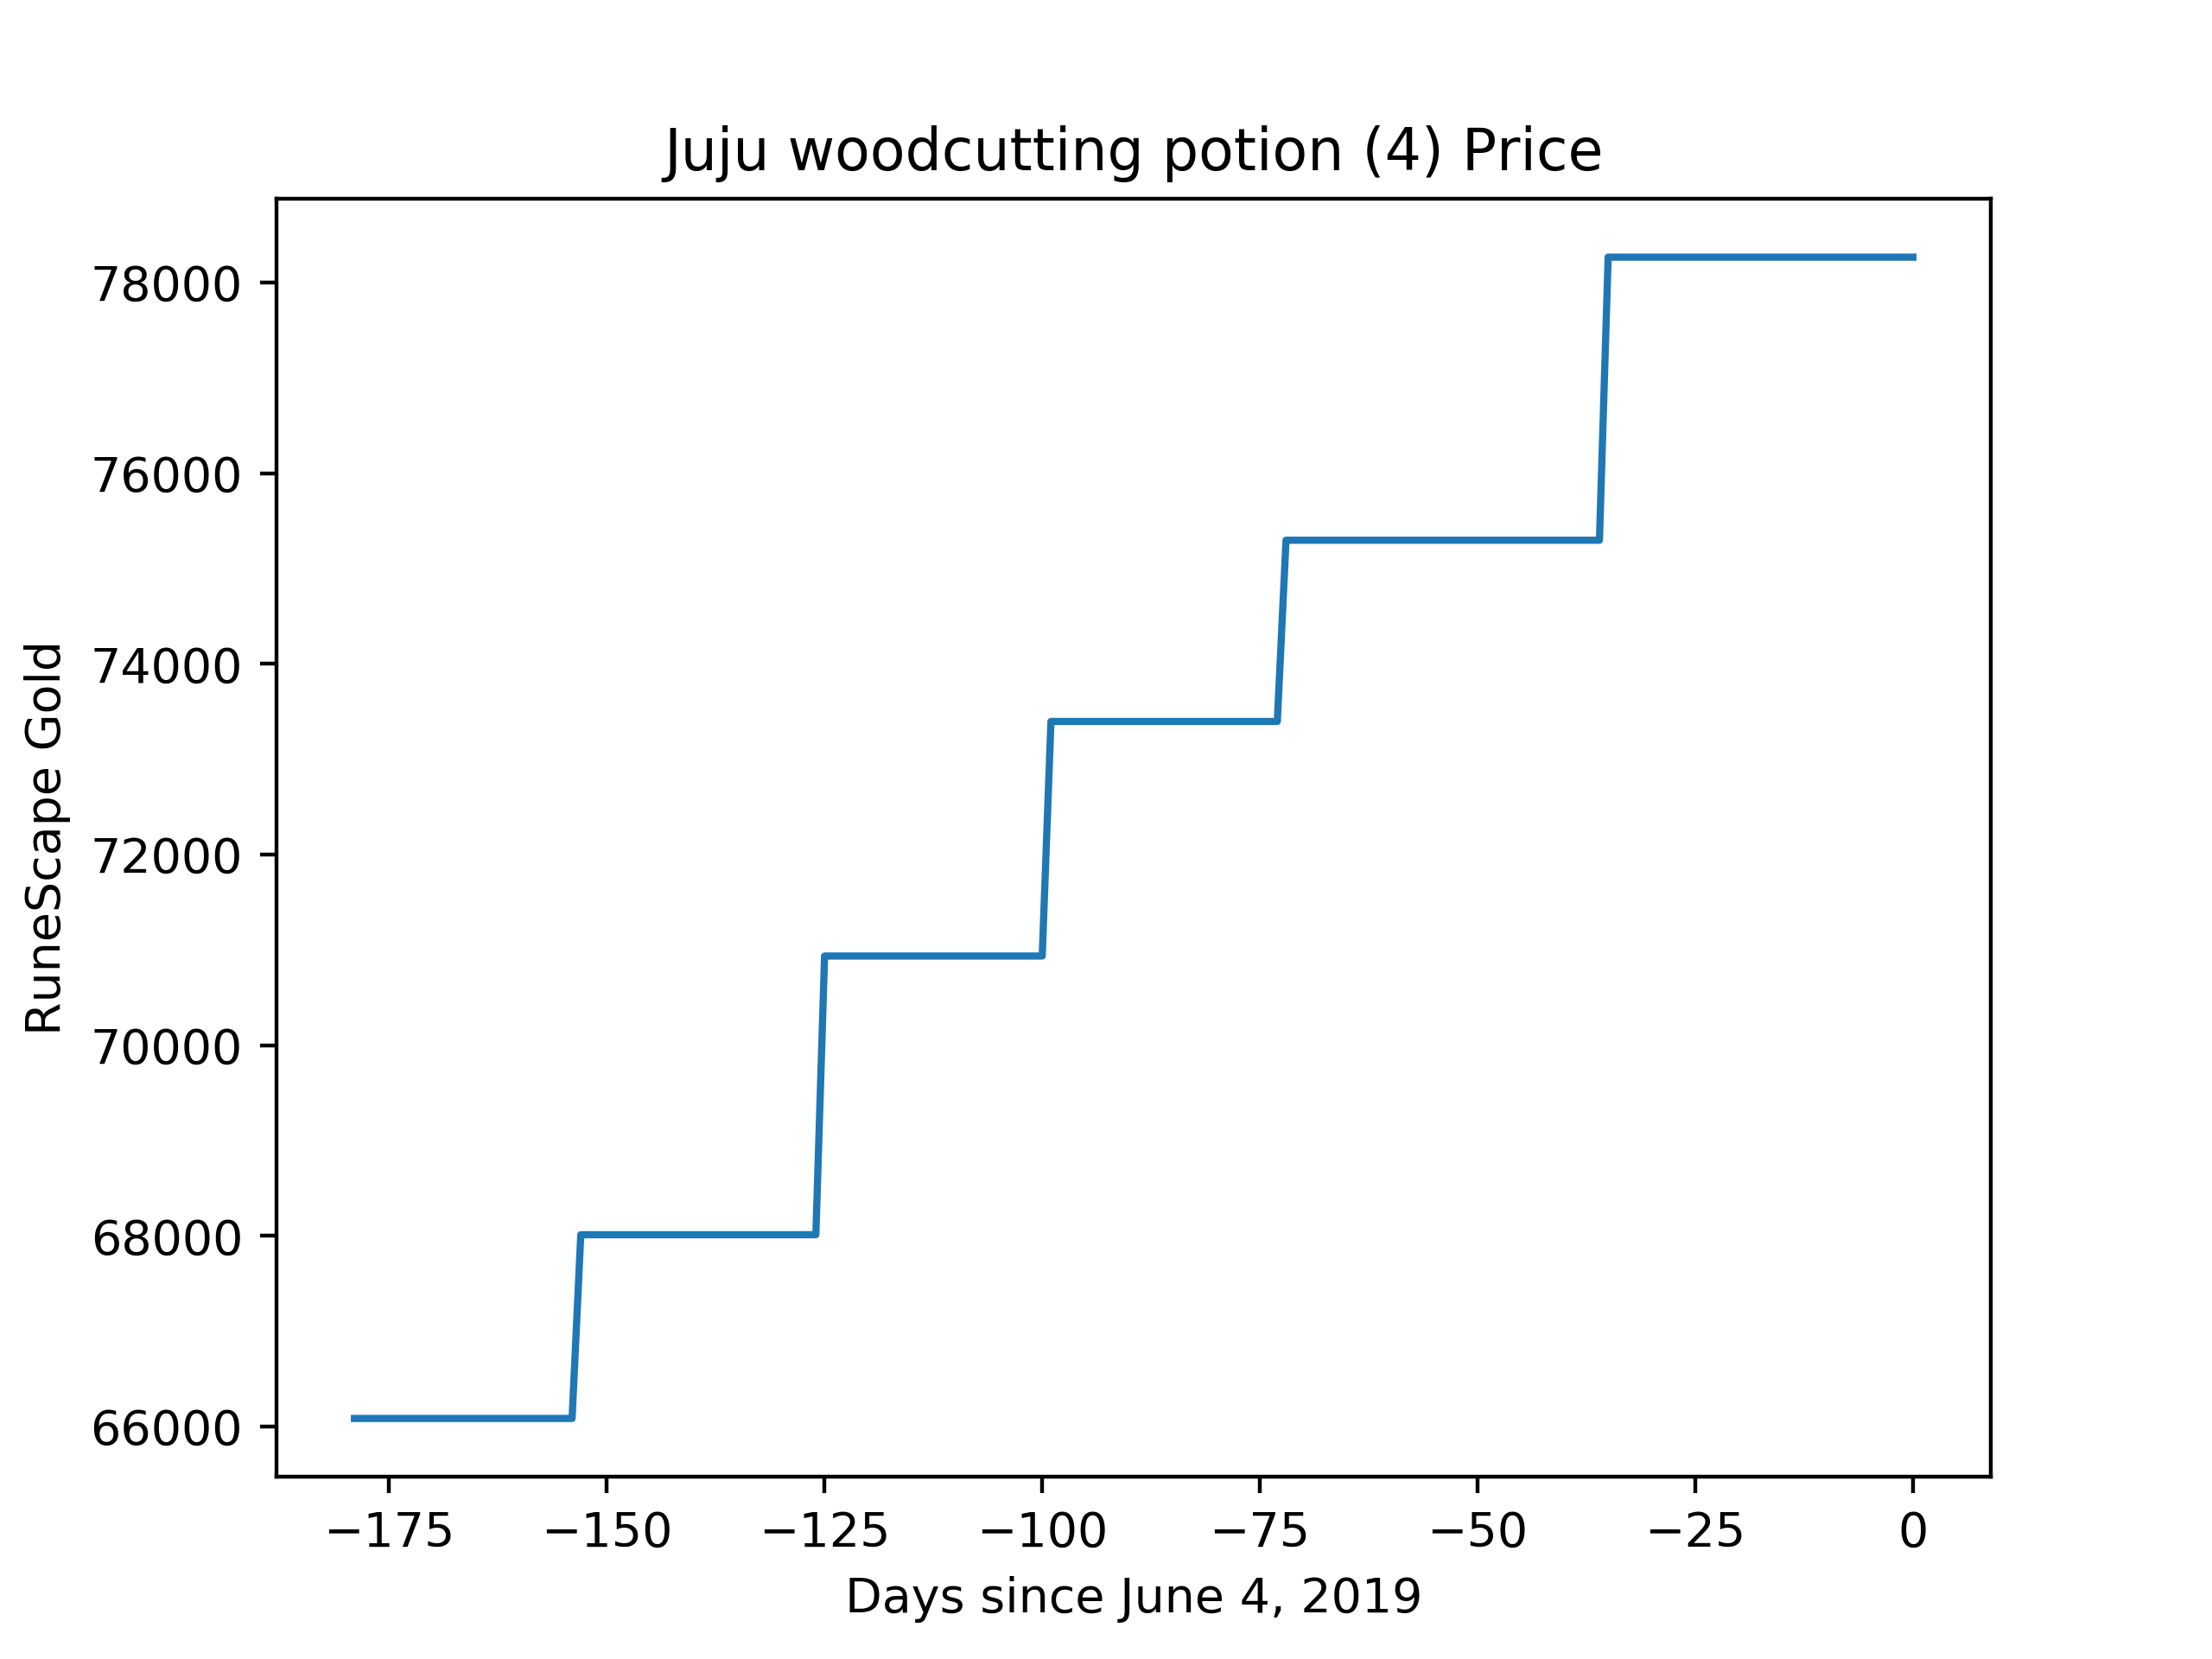 Juju woodcutting potion (4) Price
RuneScape Gold
78000
76000
74000
72000
70000
68000
66000
−175 −150 −125 −100 −75 −50 −25 0
Days since June 4, 2019